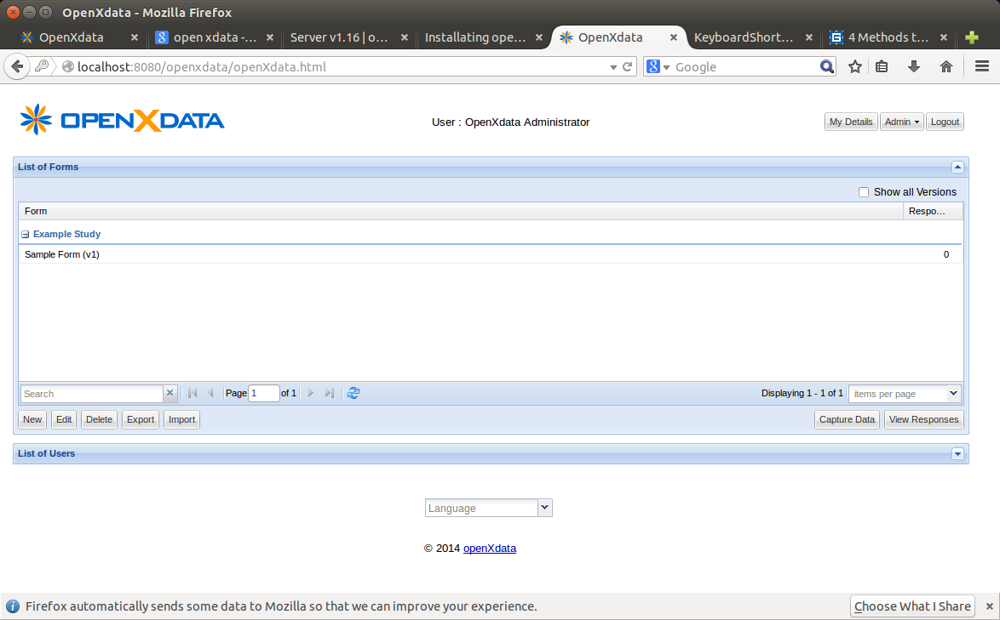 OpenXdata - Mozilla Firefox
OpenXdata
open xdata -...
Server v1.16 | o...
Installating ope...
OpenXdata
KeyboardShort...
4 Methods t...
localhost:8080/openxdata/openXdata.html
Google
OPENXDATA
User : OpenXdata Administrator
My Details
Admin
Logout
List of Forms
Show all Versions
Form
Respo...
Example Study
Sample Form (v1)
0
Search
Page 1 of 1
Displaying 1 - 1 of 1
items per page
New
Edit
Delete
Export
Import
Capture Data
View Responses
List of Users
Language
© 2014 openXdata
Firefox automatically sends some data to Mozilla so that we can improve your experience.
Choose What I Share